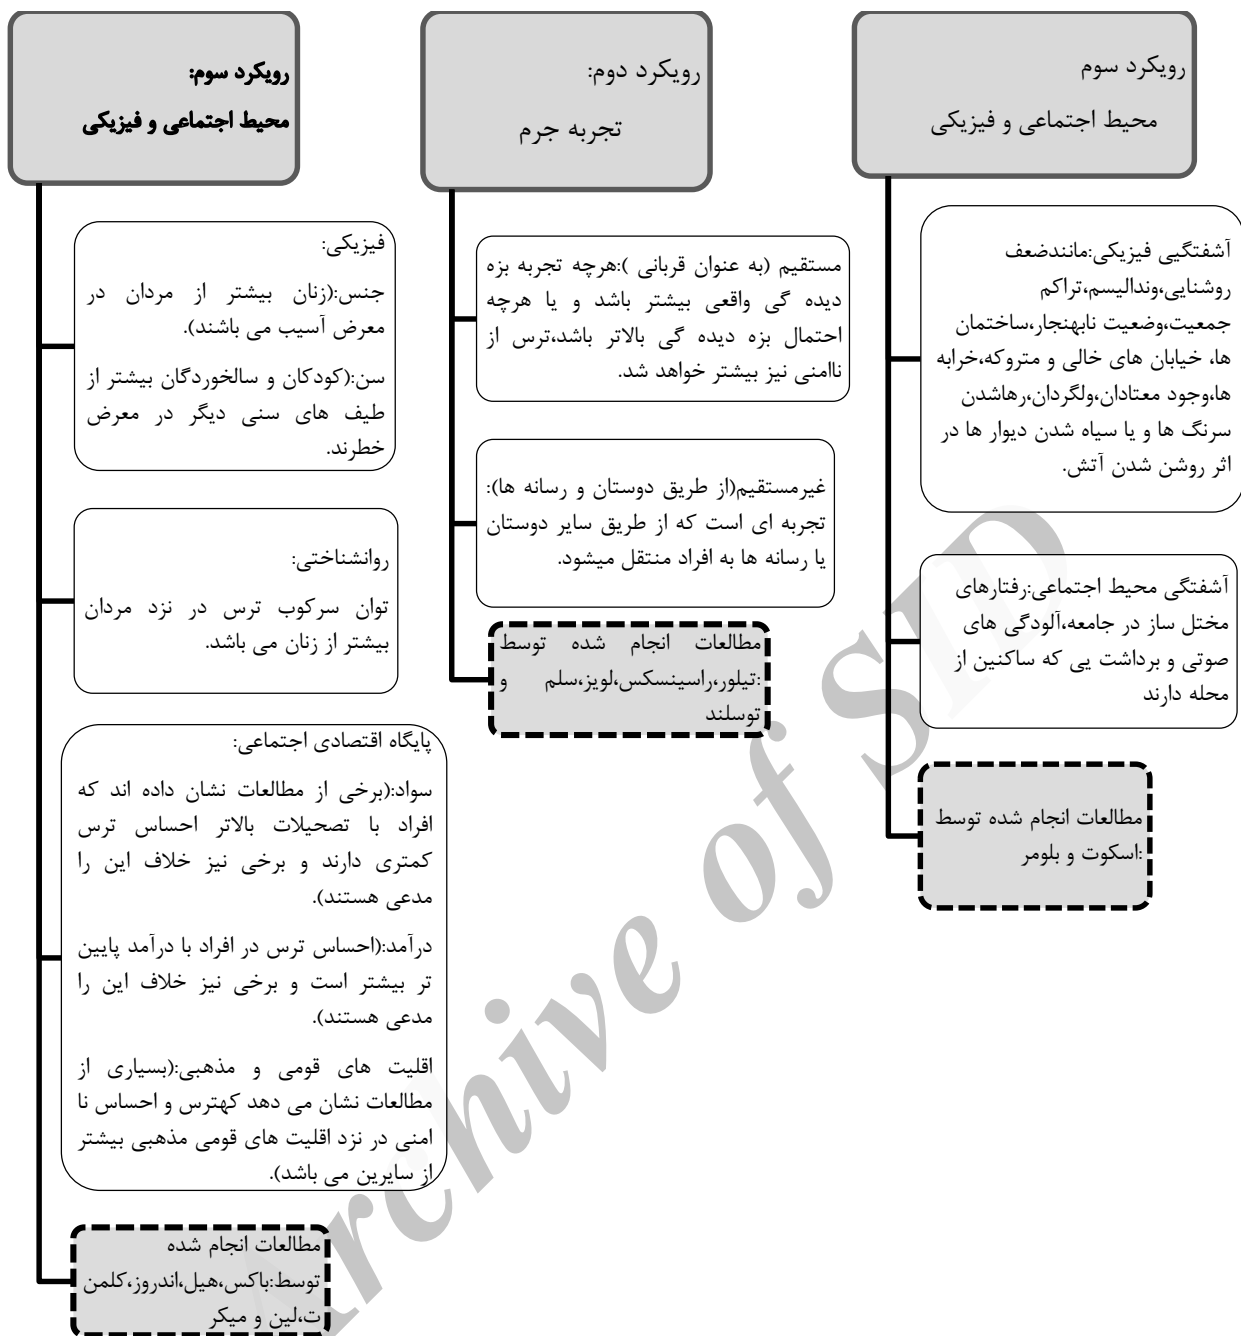 رویکرد سوم
محیط اجتماعی و فیزیکی
آشفتگیی فیزیکی:مانندضعف
روشنایی،وندالیسم،تراکم
جمعیت،وضعیت نابهنجار،ساختمان
ها، خیابان های خالی و متروکه،خرابه
ها،وجود معتادان،ولگردان،رهاشدن
سرنگ ها و یا سیاه شدن دیوار ها در
اثر روشن شدن آتش.
آشفتگی محیط اجتماعی:رفتارهای
مختل ساز در جامعه،آلودگی های
صوتی و برداشت یی که ساکنین از
محله دارند
مطالعات انجام شده توسط
:اسکوت و بلومر
رویکرد دوم:
تجربه جرم
مستقیم (به عنوان قربانی ):هرچه تجربه بزه
دیده گی واقعی بیشتر باشد و یا هرچه
احتمال بزه دیده گی بالاتر باشد،ترس از
ناامنی نیز بیشتر خواهد شد.
غیرمستقیم(از طریق دوستان و رسانه ها):
تجربه ای است که از طریق سایر دوستان
یا رسانه ها به افراد منتقل میشود.
مطالعات انجام شده توسط
:تیلور،راسینسکس،لویز،سلم و
توسلند
رویکرد سوم:
محیط اجتماعی و فیزیکی
فیزیکی:
جنس:(زنان بیشتر از مردان در
معرض آسیب می باشند).
سن:(کودکان و سالخوردگان بیشتر از
طیف های سنی دیگر در معرض
خطرند.
روانشناختی:
توان سرکوب ترس در نزد مردان
بیشتر از زنان می باشد.
پایگاه اقتصادی اجتماعی:
سواد:(برخی از مطالعات نشان داده اند که
افراد با تصحیلات بالاتر احساس ترس
کمتری دارند و برخی نیز خلاف این را
مدعی هستند).
درآمد:(احساس ترس در افراد با درآمد پایین
تر بیشتر است و برخی نیز خلاف این را
مدعی هستند).
اقلیت های قومی و مذهبی:(بسیاری از
مطالعات نشان می دهد کهترس و احساس نا
امنی در نزد اقلیت های قومی مذهبی بیشتر
از سایرین می باشد).
مطالعات انجام شده
توسط:باکس،هیل،اندروز،کلمن
ت،لین و میکر
Archive of SID